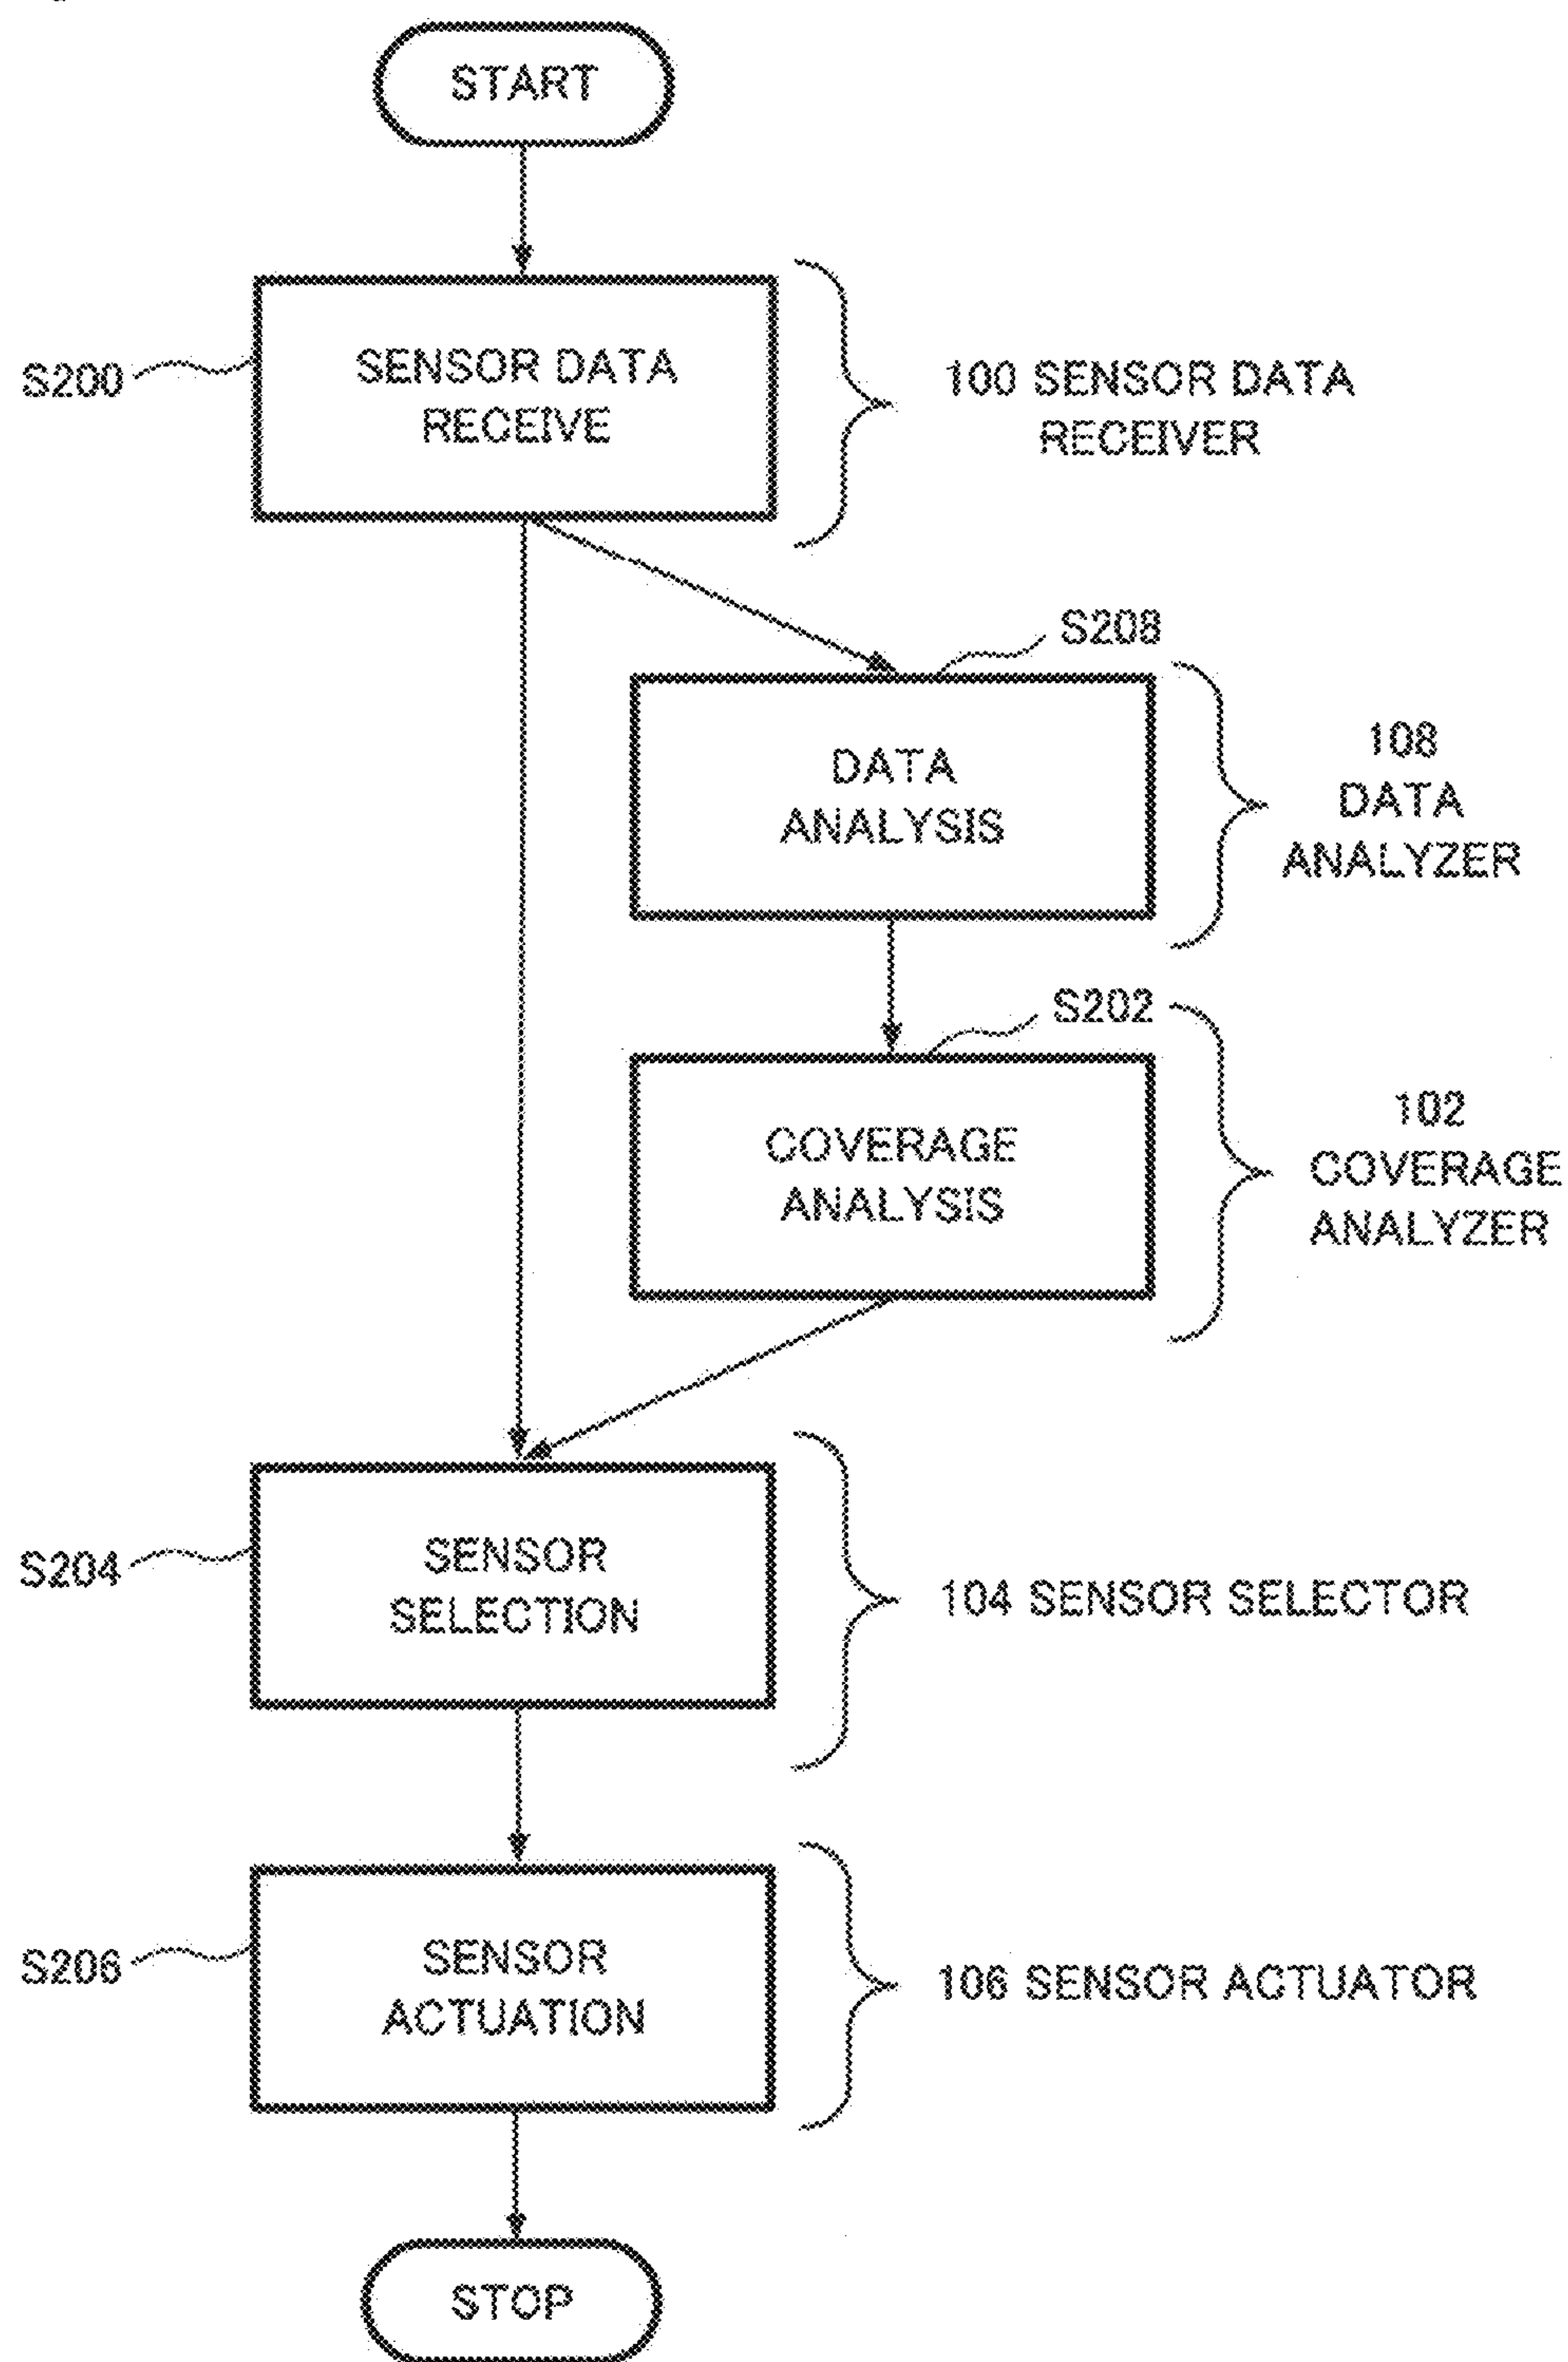 START
S200
SENSOR DATA
RECEIVE
100 SENSOR DATA
RECEIVER
S208
DATA
ANALYSIS
108
DATA
ANALYZER
S202
COVERAGE
ANALYSIS
102
COVERAGE
ANALYZER
S204
SENSOR
SELECTION
104 SENSOR SELECTOR
S206
SENSOR
ACTUATION
106 SENSOR ACTUATOR
STOP